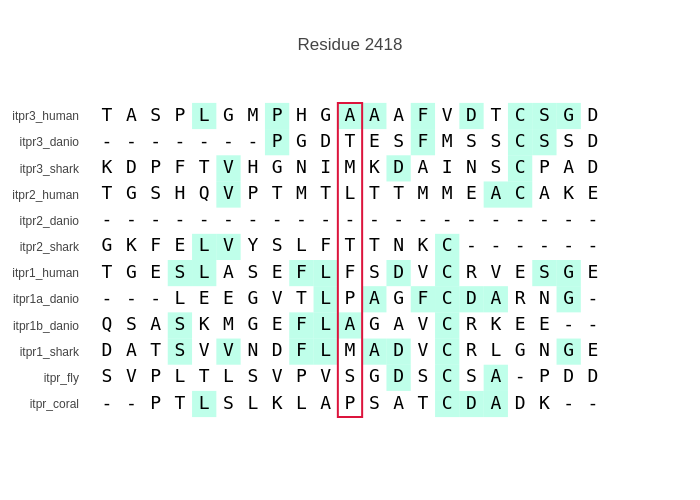 Residue 2418
itpr3_human T A S P L G M P H G A A A F V D T C S G D
itpr3_danio - - - - - - - P G D T E S F M S S C S S D
itpr3_shark K D P F T V H G N I M K D A I N S C P A D
itpr2_human T G S H Q V P T M T L T T M M E A C A K E
itpr2_danio - - - - - - - - - - - - - - - - - - - - -
itpr2_shark G K F E L V Y S L F T T N K C - - - - - -
itpr1_human T G E S L A S E F L F S D V C R V E S G E
itpr1a_danio - - - L E E G V T L P A G F C D A R N G -
itpr1b_danio Q S A S K M G E F L A G A V C R K E E - -
itpr1_shark D A T S V V N D F L M A D V C R L G N G E
itpr_fly S V P L T L S V P V S G D S C S A - P D D
itpr_coral - - P T L S L K L A P S A T C D A D K - -